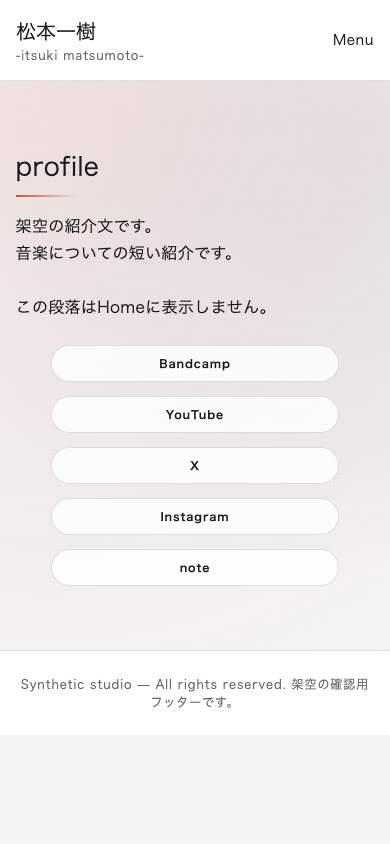 松本一樹
-itsuki matsumoto-
Menu
profile
架空の紹介文です。
音楽についての短い紹介です。
この段落はHomeに表示しません。
Bandcamp
YouTube
X
Instagram
note
Synthetic studio — All rights reserved. 架空の確認用
フッターです。